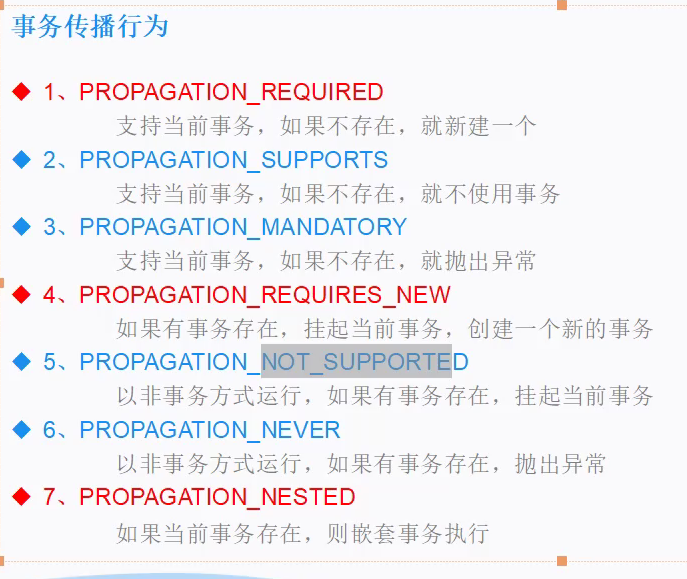 事务传播行为
◆ 1、PROPAGATION_REQUIRED
支持当前事务，如果不存在，就新建一个
◆ 2、PROPAGATION_SUPPORTS
支持当前事务，如果不存在，就不使用事务
◆ 3、PROPAGATION_MANDATORY
支持当前事务，如果不存在，就抛出异常
◆ 4、PROPAGATION_REQUIRES_NEW
如果有事务存在，挂起当前事务，创建一个新的事务
◆ 5、PROPAGATION_NOT_SUPPORTED
以非事务方式运行，如果有事务存在，挂起当前事务
◆ 6、PROPAGATION_NEVER
以非事务方式运行，如果有事务存在，抛出异常
◆ 7、PROPAGATION_NESTED
如果当前事务存在，则嵌套事务执行